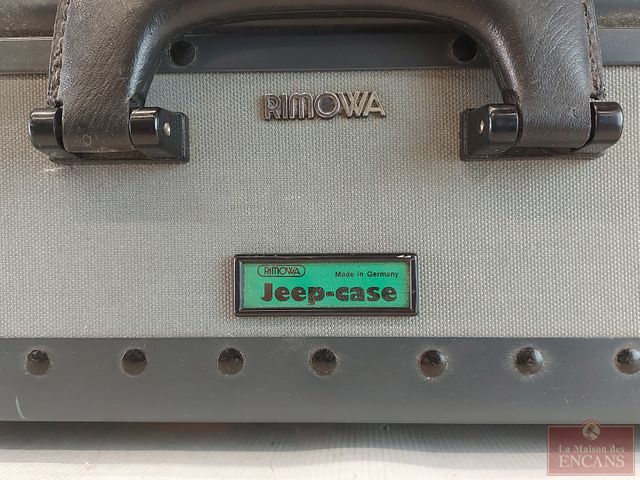 RIMOWA
RIMOWA Made in Germany
Jeep-case
La Maison des
ENCANS